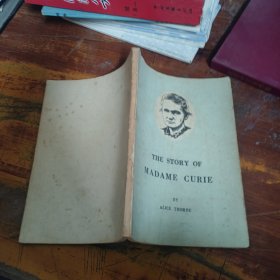 THE STORY OF
MADAME CURIE
BY
ALICE THORNE